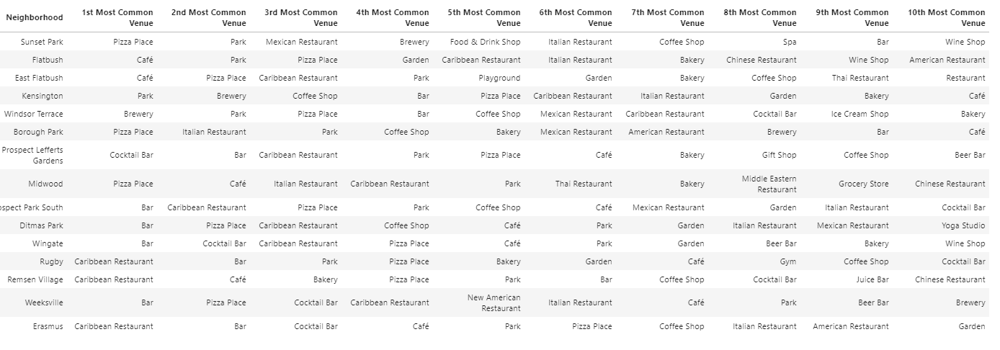 Neighborhood 1st Most Common Venue 2nd Most Common Venue 3rd Most Common Venue 4th Most Common Venue 5th Most Common Venue 6th Most Common Venue 7th Most Common Venue 8th Most Common Venue 9th Most Common Venue 10th Most Common Venue
Sunset Park Pizza Place Park Mexican Restaurant Brewery Food & Drink Shop Italian Restaurant Coffee Shop Spa Bar Wine Shop
Flatbush Café Park Pizza Place Garden Caribbean Restaurant Italian Restaurant Bakery Chinese Restaurant Wine Shop American Restaurant
East Flatbush Café Pizza Place Caribbean Restaurant Park Playground Garden Bakery Coffee Shop Thai Restaurant Restaurant
Kensington Park Brewery Coffee Shop Bar Pizza Place Caribbean Restaurant Italian Restaurant Garden Bakery Café
Windsor Terrace Brewery Park Pizza Place Bar Coffee Shop Mexican Restaurant Caribbean Restaurant Cocktail Bar Ice Cream Shop Bakery
Borough Park Pizza Place Italian Restaurant Park Coffee Shop Bakery Mexican Restaurant American Restaurant Brewery Bar Café
Prospect Lefferts Gardens Cocktail Bar Bar Caribbean Restaurant Park Pizza Place Café Bakery Gift Shop Coffee Shop Beer Bar
Midwood Pizza Place Café Italian Restaurant Caribbean Restaurant Park Thai Restaurant Bakery Middle Eastern Restaurant Grocery Store Chinese Restaurant
ospect Park South Bar Caribbean Restaurant Pizza Place Park Coffee Shop Café Mexican Restaurant Garden Italian Restaurant Cocktail Bar
Ditmas Park Bar Pizza Place Caribbean Restaurant Coffee Shop Café Park Garden Italian Restaurant Mexican Restaurant Yoga Studio
Wingate Bar Cocktail Bar Caribbean Restaurant Pizza Place Café Park Garden Beer Bar Bakery Wine Shop
Rugby Caribbean Restaurant Bar Park Pizza Place Bakery Garden Café Gym Coffee Shop Cocktail Bar
Remsen Village Caribbean Restaurant Café Bakery Pizza Place Park Bar Coffee Shop Cocktail Bar Juice Bar Chinese Restaurant
Weeksville Bar Pizza Place Cocktail Bar Caribbean Restaurant New American Restaurant Italian Restaurant Café Park Beer Bar Brewery
Erasmus Caribbean Restaurant Bar Cocktail Bar Café Park Pizza Place Coffee Shop Italian Restaurant American Restaurant Garden